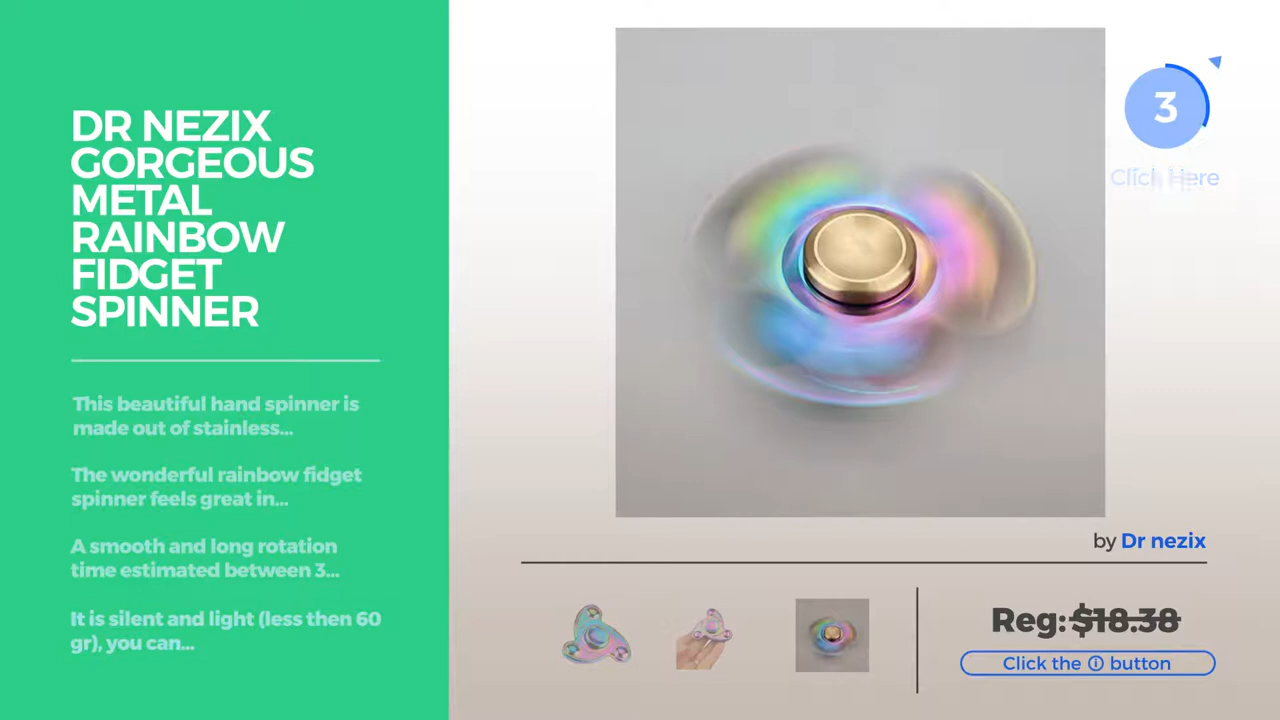 DR NEZIX
GORGEOUS
METAL
RAINBOW
FIDGET
SPINNER
This beautiful hand spinner is
made out of stainless...
The wonderful rainbow fidget
spinner feels great in...
A smooth and long rotation
time estimated between 3...
It is silent and light (less then 60
gr), you can...
3
Click Here
by Dr nezix
Reg: $18.38
Click the ⓘ button